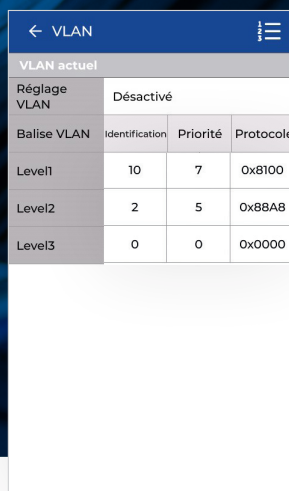 ← VLAN
VLAN actuel
Réglage VLAN Désactivé
Balise VLAN Identification Priorité Protocole
Level1 10 7 0x8100
Level2 2 5 0x88A8
Level3 0 0 0x0000